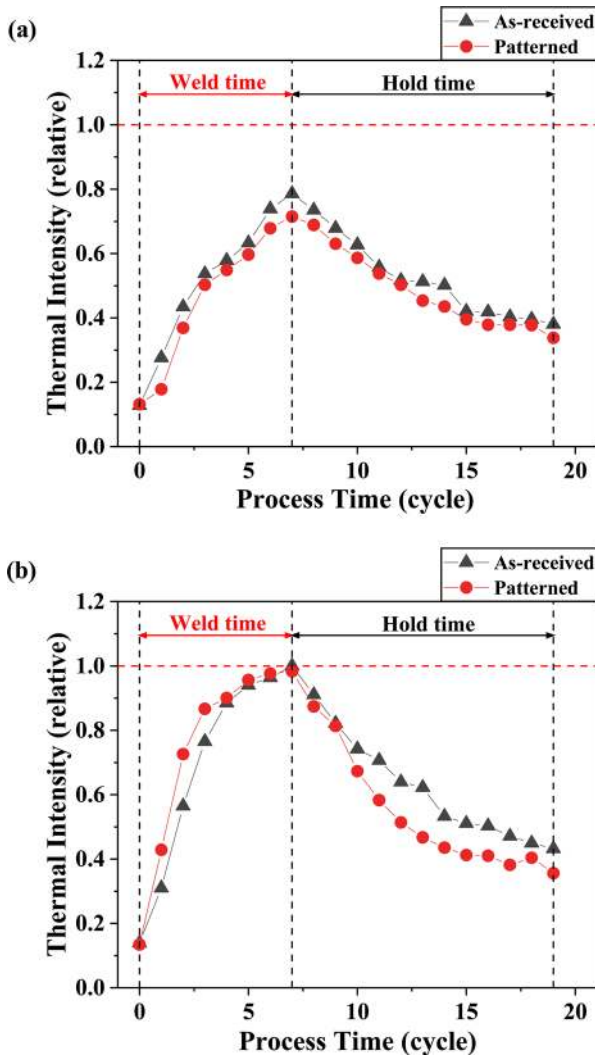 (a)
As-received
Patterned
Weld time
Hold time
Thermal Intensity (relative)
1.2
1.0
0.8
0.6
0.4
0.2
0.0
0
5
10
15
20
Process Time (cycle)
(b)
As-received
Patterned
Weld time
Hold time
Thermal Intensity (relative)
1.2
1.0
0.8
0.6
0.4
0.2
0.0
0
5
10
15
20
Process Time (cycle)